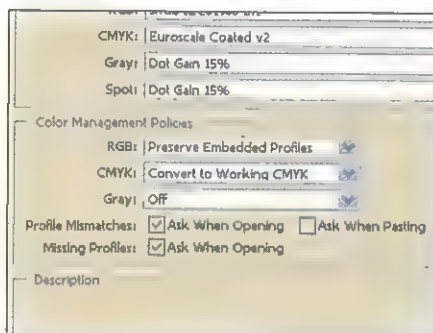 CMYK: Euroscale Coated v2
Gray: Dot Gain 15%
Spot: Dot Gain 15%
Color Management Policies
RGB: Preserve Embedded Profiles
CMYK: Convert to Working CMYK
Gray: Off
Profile Mismatches: Ask When Opening Ask When Pasting
Missing Profiles: Ask When Opening
Description